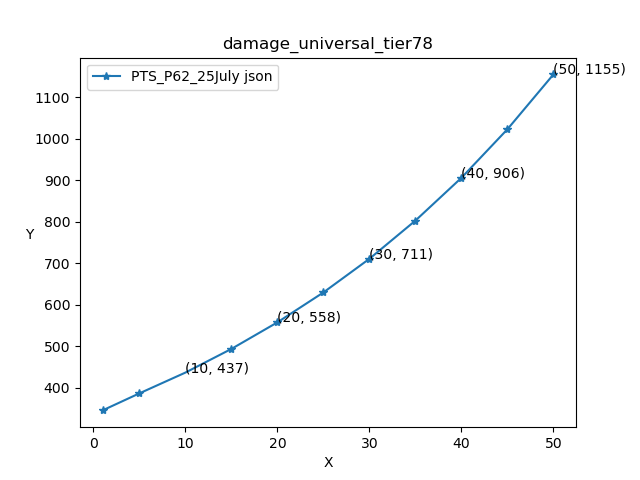 damage_universal_tier78
PTS_P62_25July json
(50, 1155)
(40, 906)
(30, 711)
(20, 558)
(10, 437)
1100
1000
900
800
700
600
500
400
Y
0 10 20 30 40 50
X